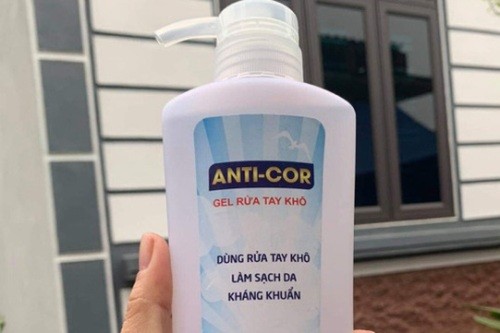 ANTI-COR
GEL RỬA TAY KHÔ
DÙNG RỬA TAY KHÔ
LÀM SẠCH DA
KHÁNG KHUẨN